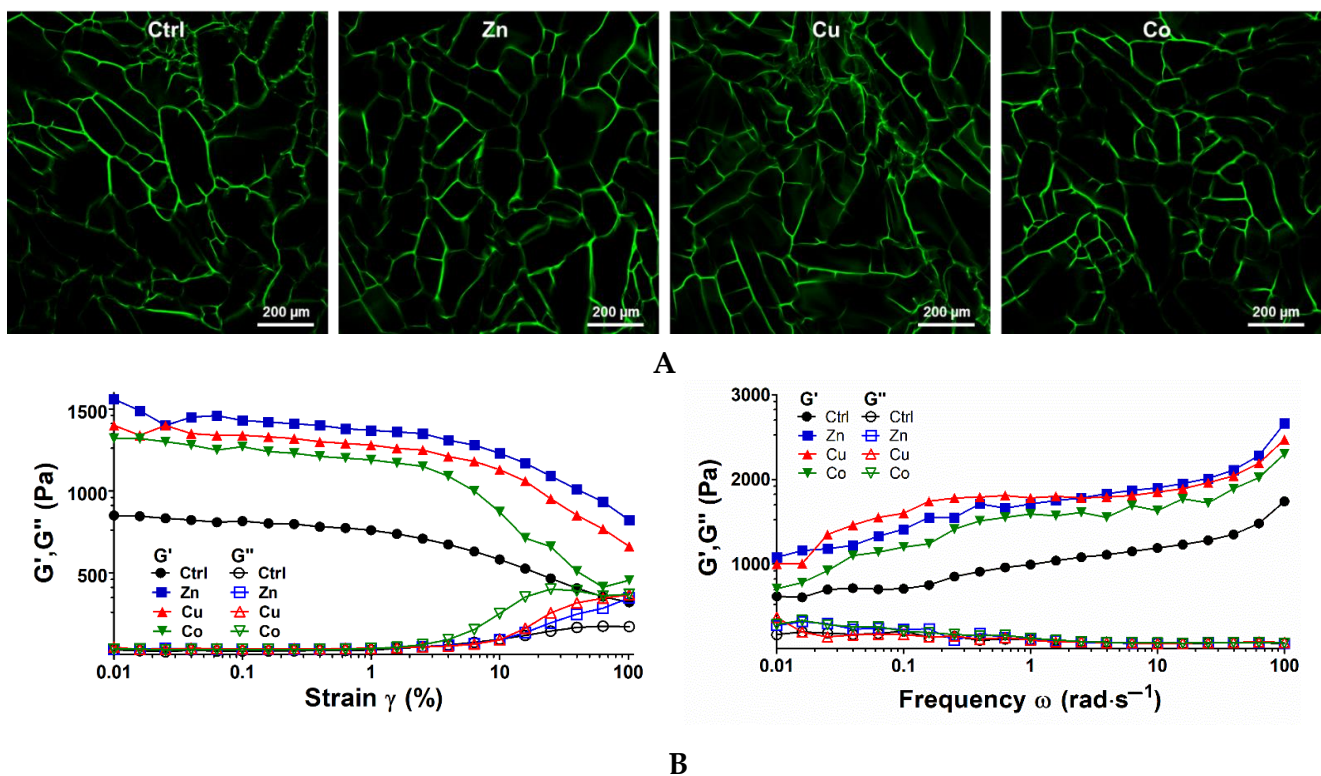 Ctrl
Zn
Cu
Co
200 µm
200 µm
200 µm
200 µm
A
G',G'' (Pa)
1500
1000
500
G' G''
Ctrl Ctrl
Zn Zn
Cu Cu
Co Co
0.01 0.1 1 10 100
Strain γ (%)
G',G'' (Pa)
3000
2000
1000
G' G''
Ctrl Ctrl
Zn Zn
Cu Cu
Co Co
0.01 0.1 1 10 100
Frequency ω (rad·s⁻¹)
B